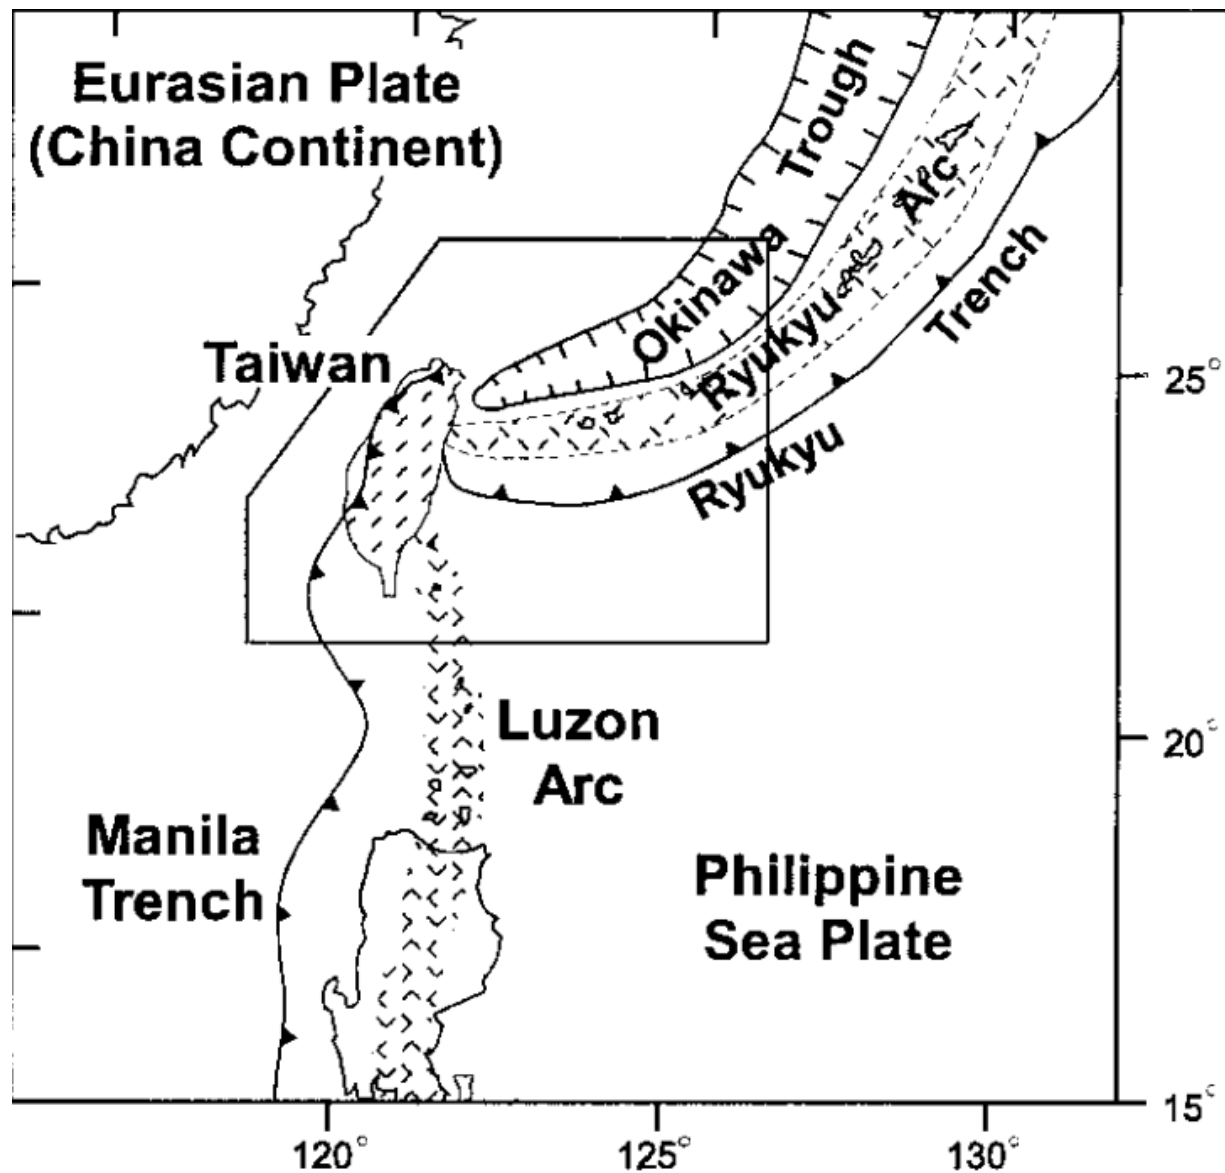 Eurasian Plate
(China Continent)
Trough
Okinawa
Arc
Ryukyu
Trench
Ryukyu
Taiwan
25°
Luzon
Arc
20°
Manila
Trench
Philippine
Sea Plate
15°
120°
125°
130°